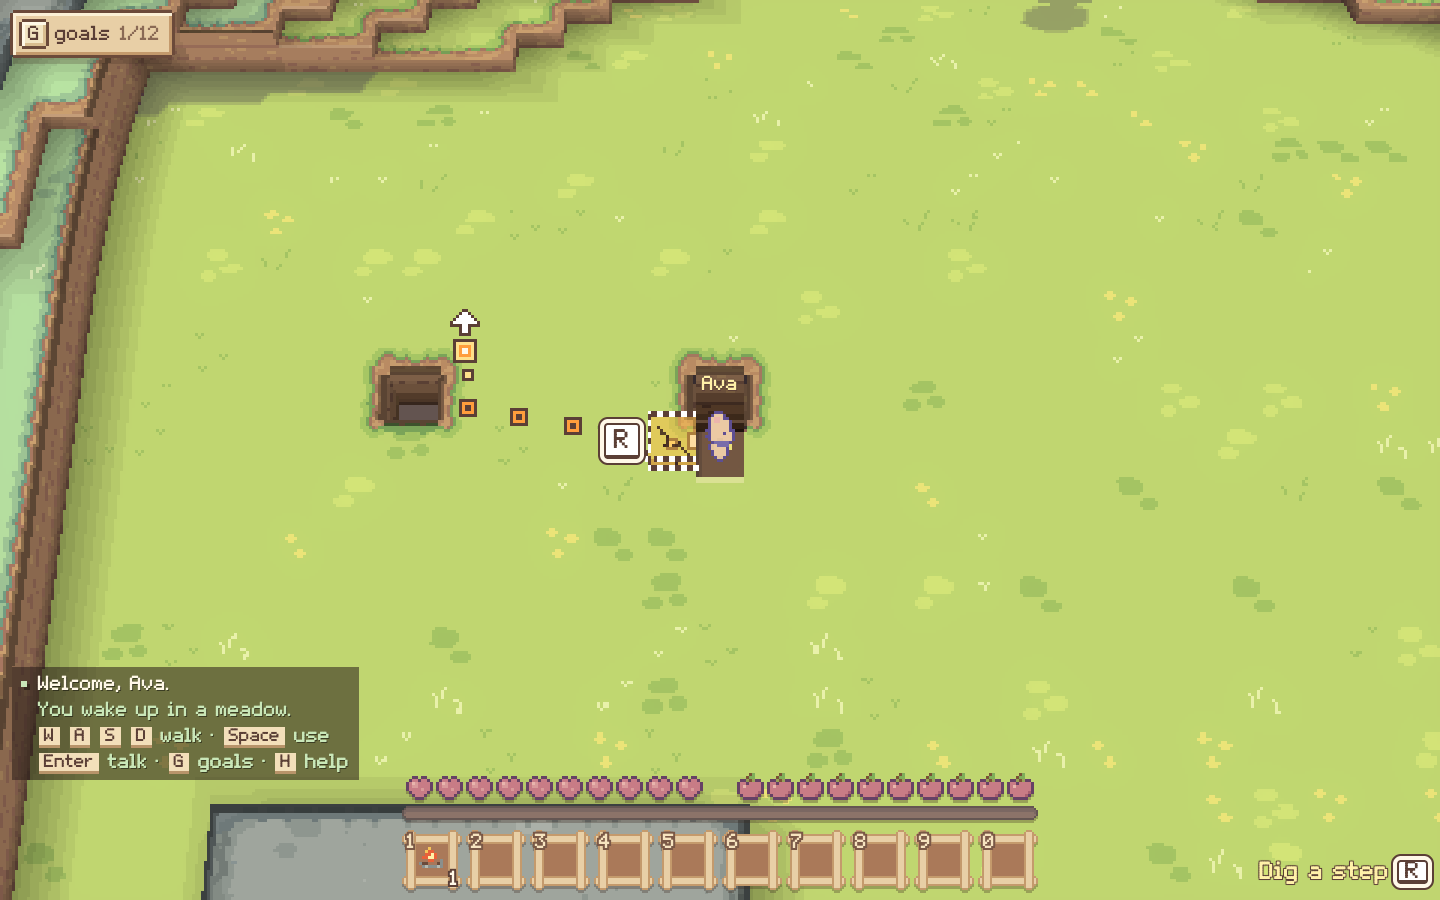 G goals 1/12
Ava
R
Welcome, Ava.
You wake up in a meadow.
W A S D walk · Space use
Enter talk · G goals · H help
1 2 3 4 5 6 7 8 9 0
1
Dig a step R